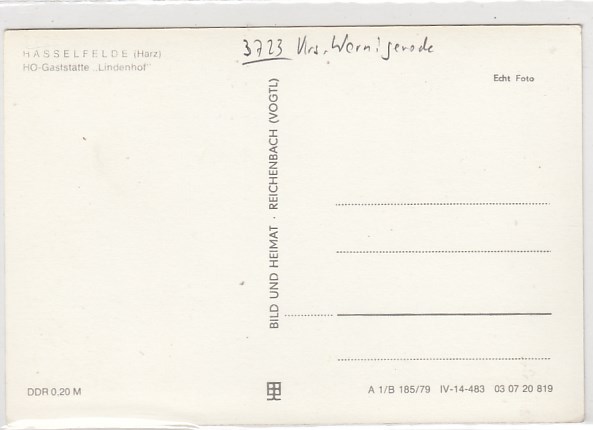 HASSELFELDE (Harz)
HO-Gaststätte „Lindenhof"
3723 Krs. Wernigerode
Echt Foto
BILD UND HEIMAT · REICHENBACH (VOGTL)
DDR 0,20 M
A 1/B 185/79 IV-14-483 03 07 20 819